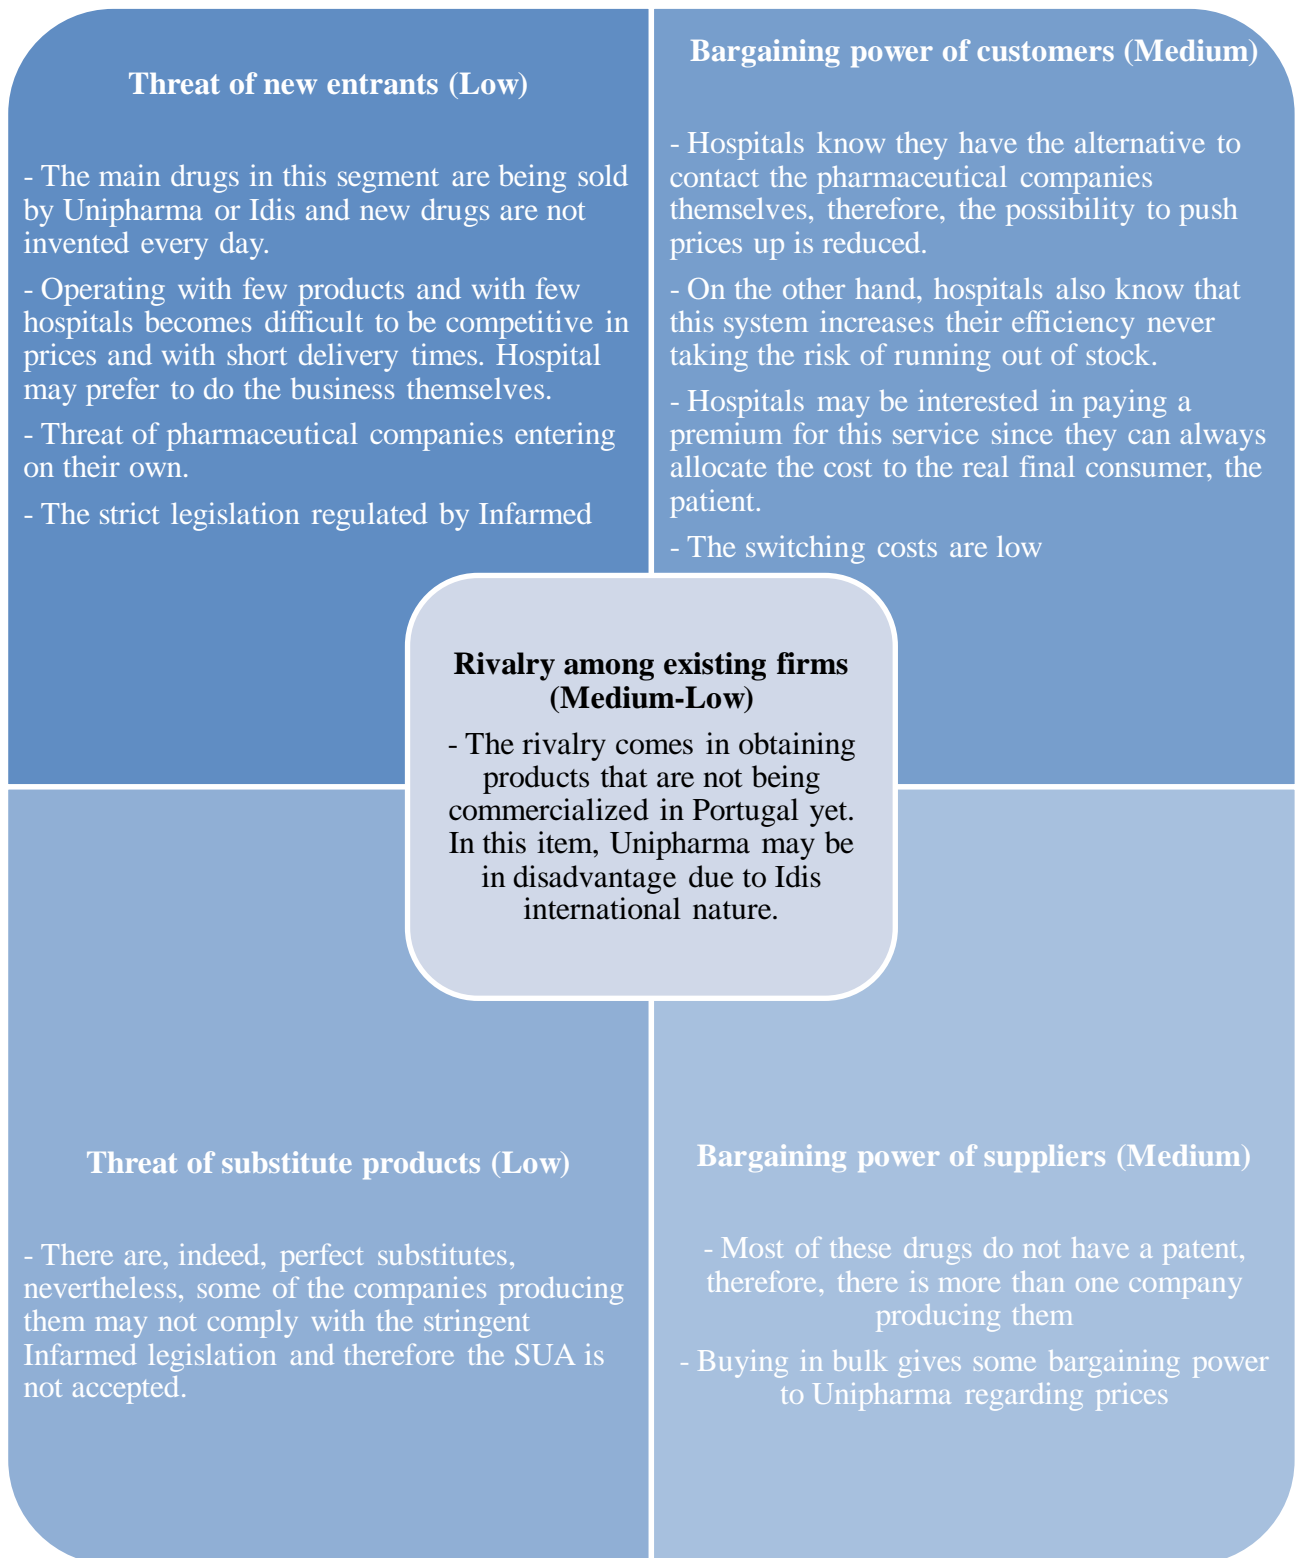 Threat of new entrants (Low)
- The main drugs in this segment are being sold
by Unipharma or Idis and new drugs are not
invented every day.
- Operating with few products and with few
hospitals becomes difficult to be competitive in
prices and with short delivery times. Hospital
may prefer to do the business themselves.
- Threat of pharmaceutical companies entering
on their own.
- The strict legislation regulated by Infarmed
Bargaining power of customers (Medium)
- Hospitals know they have the alternative to
contact the pharmaceutical companies
themselves, therefore, the possibility to push
prices up is reduced.
- On the other hand, hospitals also know that
this system increases their efficiency never
taking the risk of running out of stock.
- Hospitals may be interested in paying a
premium for this service since they can always
allocate the cost to the real final consumer, the
patient.
- The switching costs are low
Rivalry among existing firms
(Medium-Low)
- The rivalry comes in obtaining
products that are not being
commercialized in Portugal yet.
In this item, Unipharma may be
in disadvantage due to Idis
international nature.
Threat of substitute products (Low)
- There are, indeed, perfect substitutes,
nevertheless, some of the companies producing
them may not comply with the stringent
Infarmed legislation and therefore the SUA is
not accepted.
Bargaining power of suppliers (Medium)
- Most of these drugs do not have a patent,
therefore, there is more than one company
producing them
- Buying in bulk gives some bargaining power
to Unipharma regarding prices